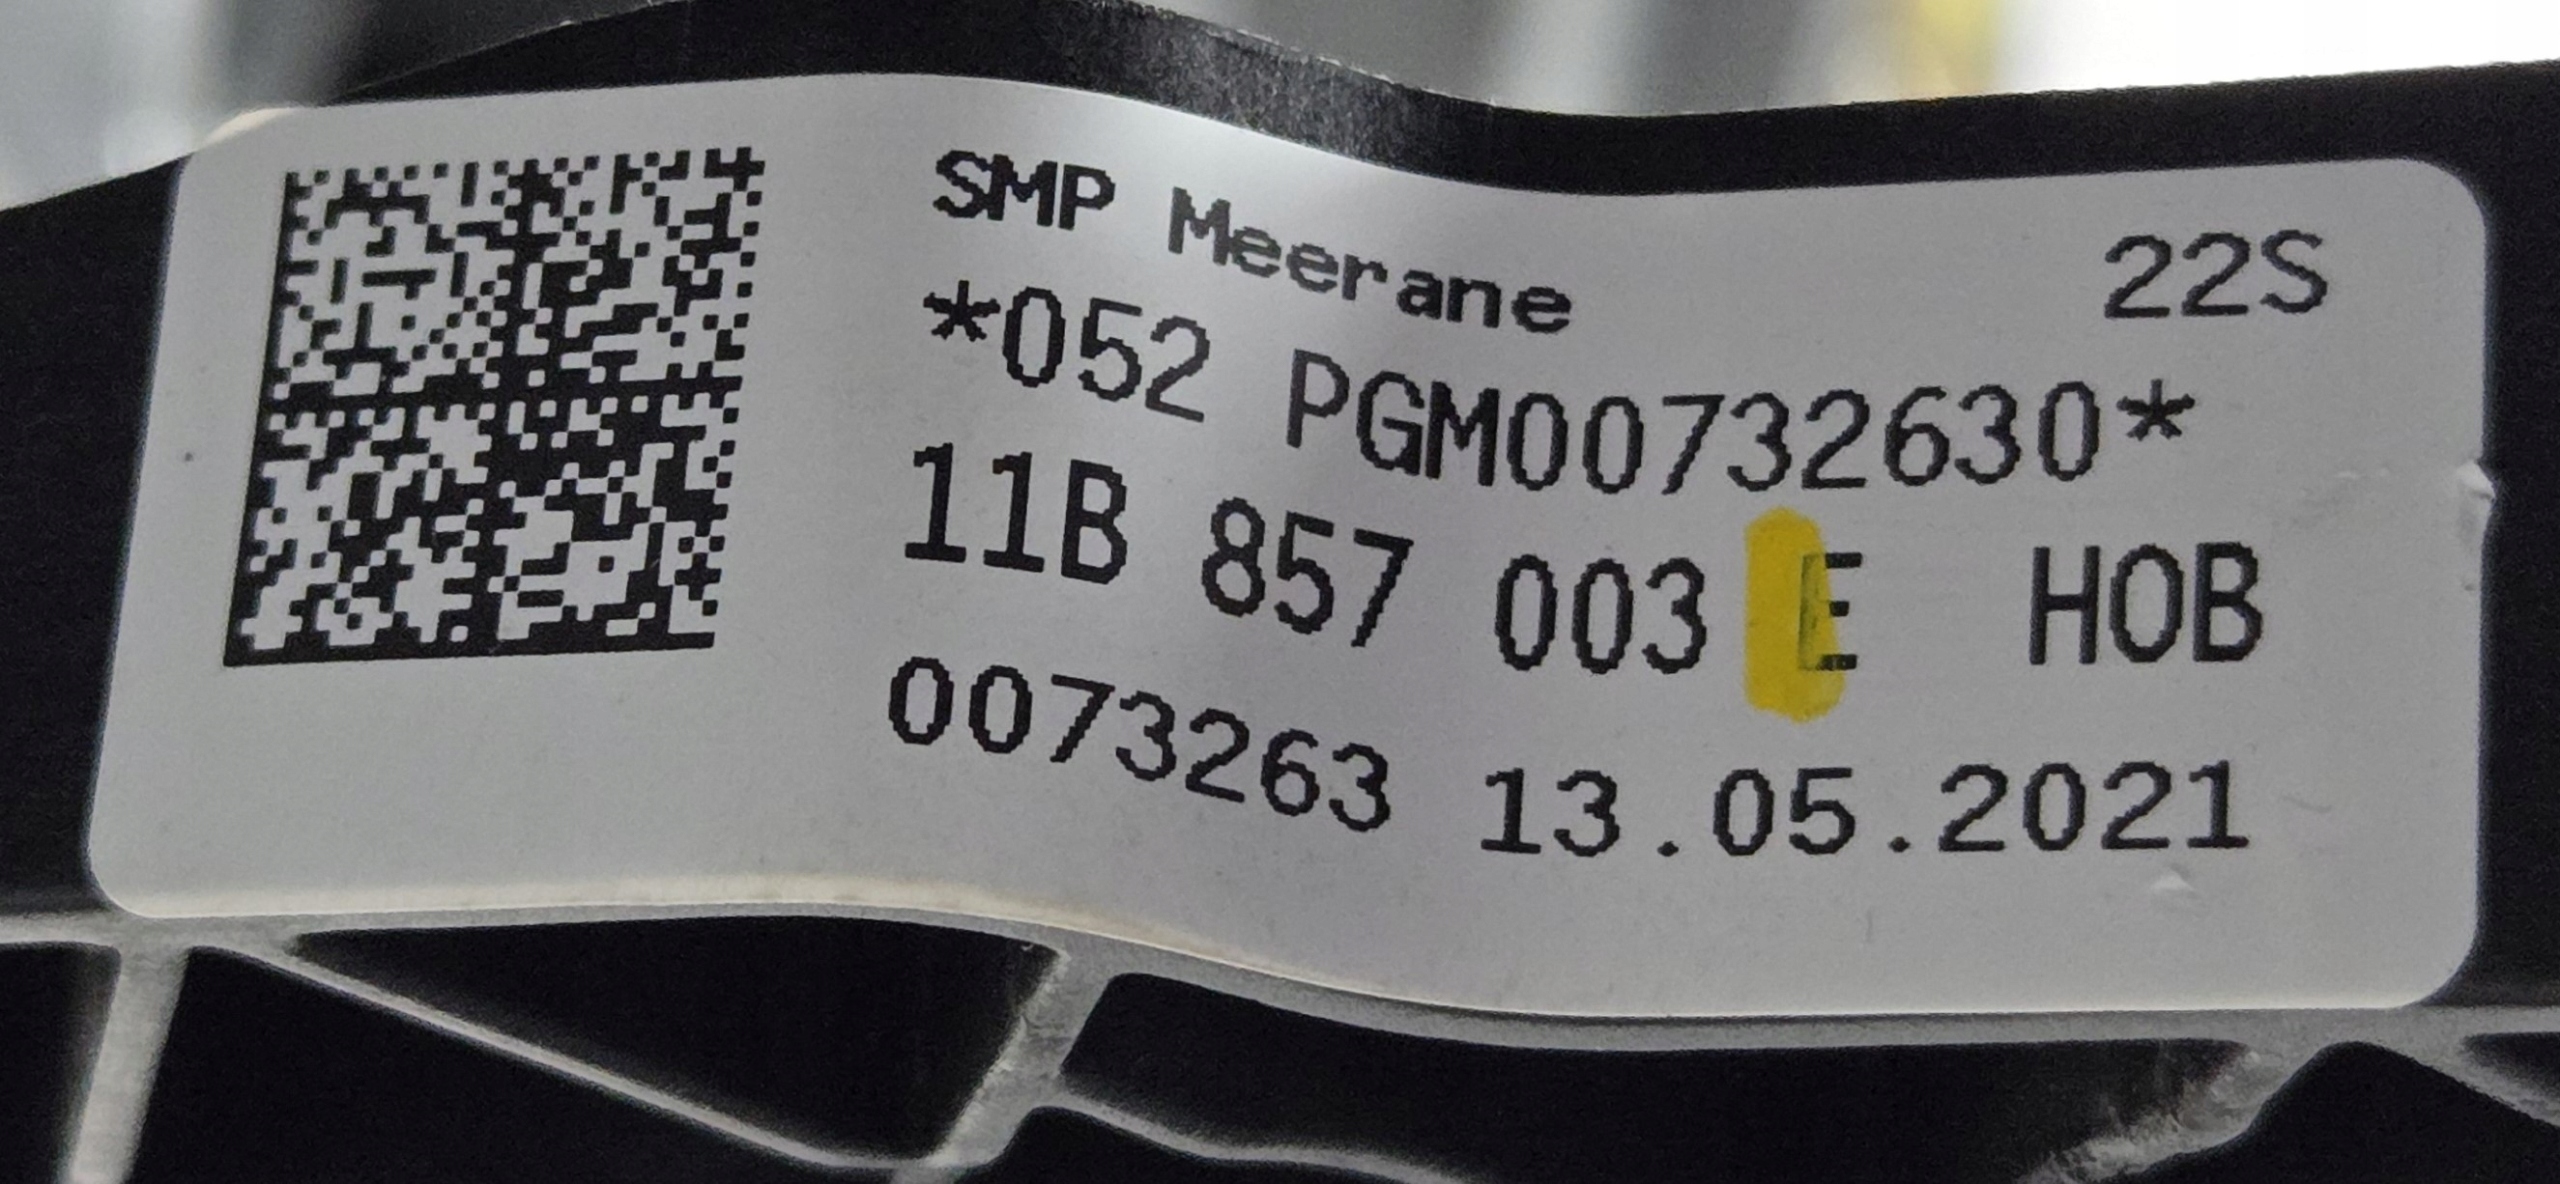 SMP Meerane 22S
*052 PGM00732630*
11B 857 003 E HOB
0073263 13.05.2021